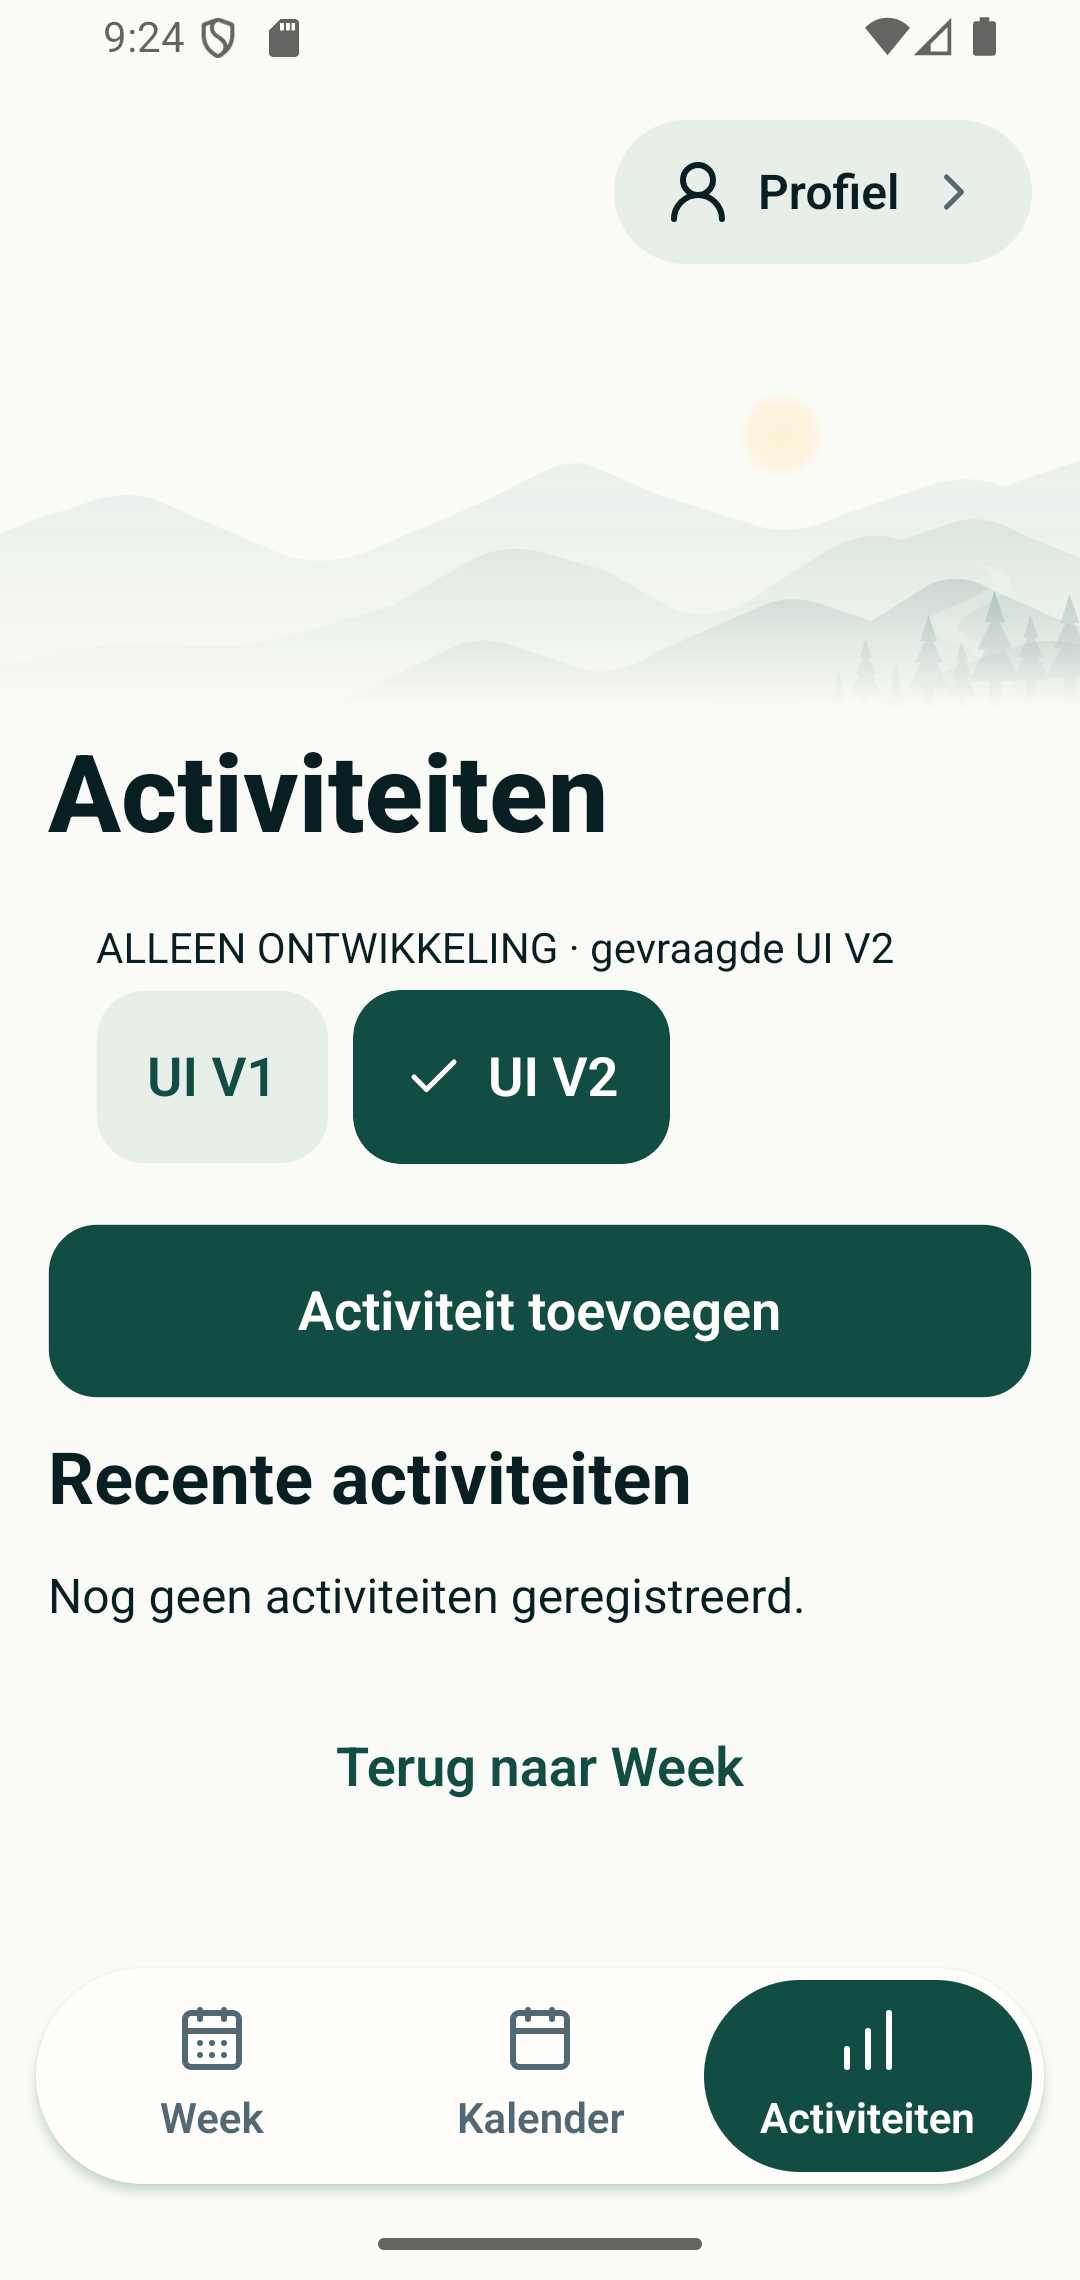 9:24
Profiel
Activiteiten
ALLEEN ONTWIKKELING · gevraagde UI V2
UI V1
UI V2
Activiteit toevoegen
Recente activiteiten
Nog geen activiteiten geregistreerd.
Terug naar Week
Week
Kalender
Activiteiten